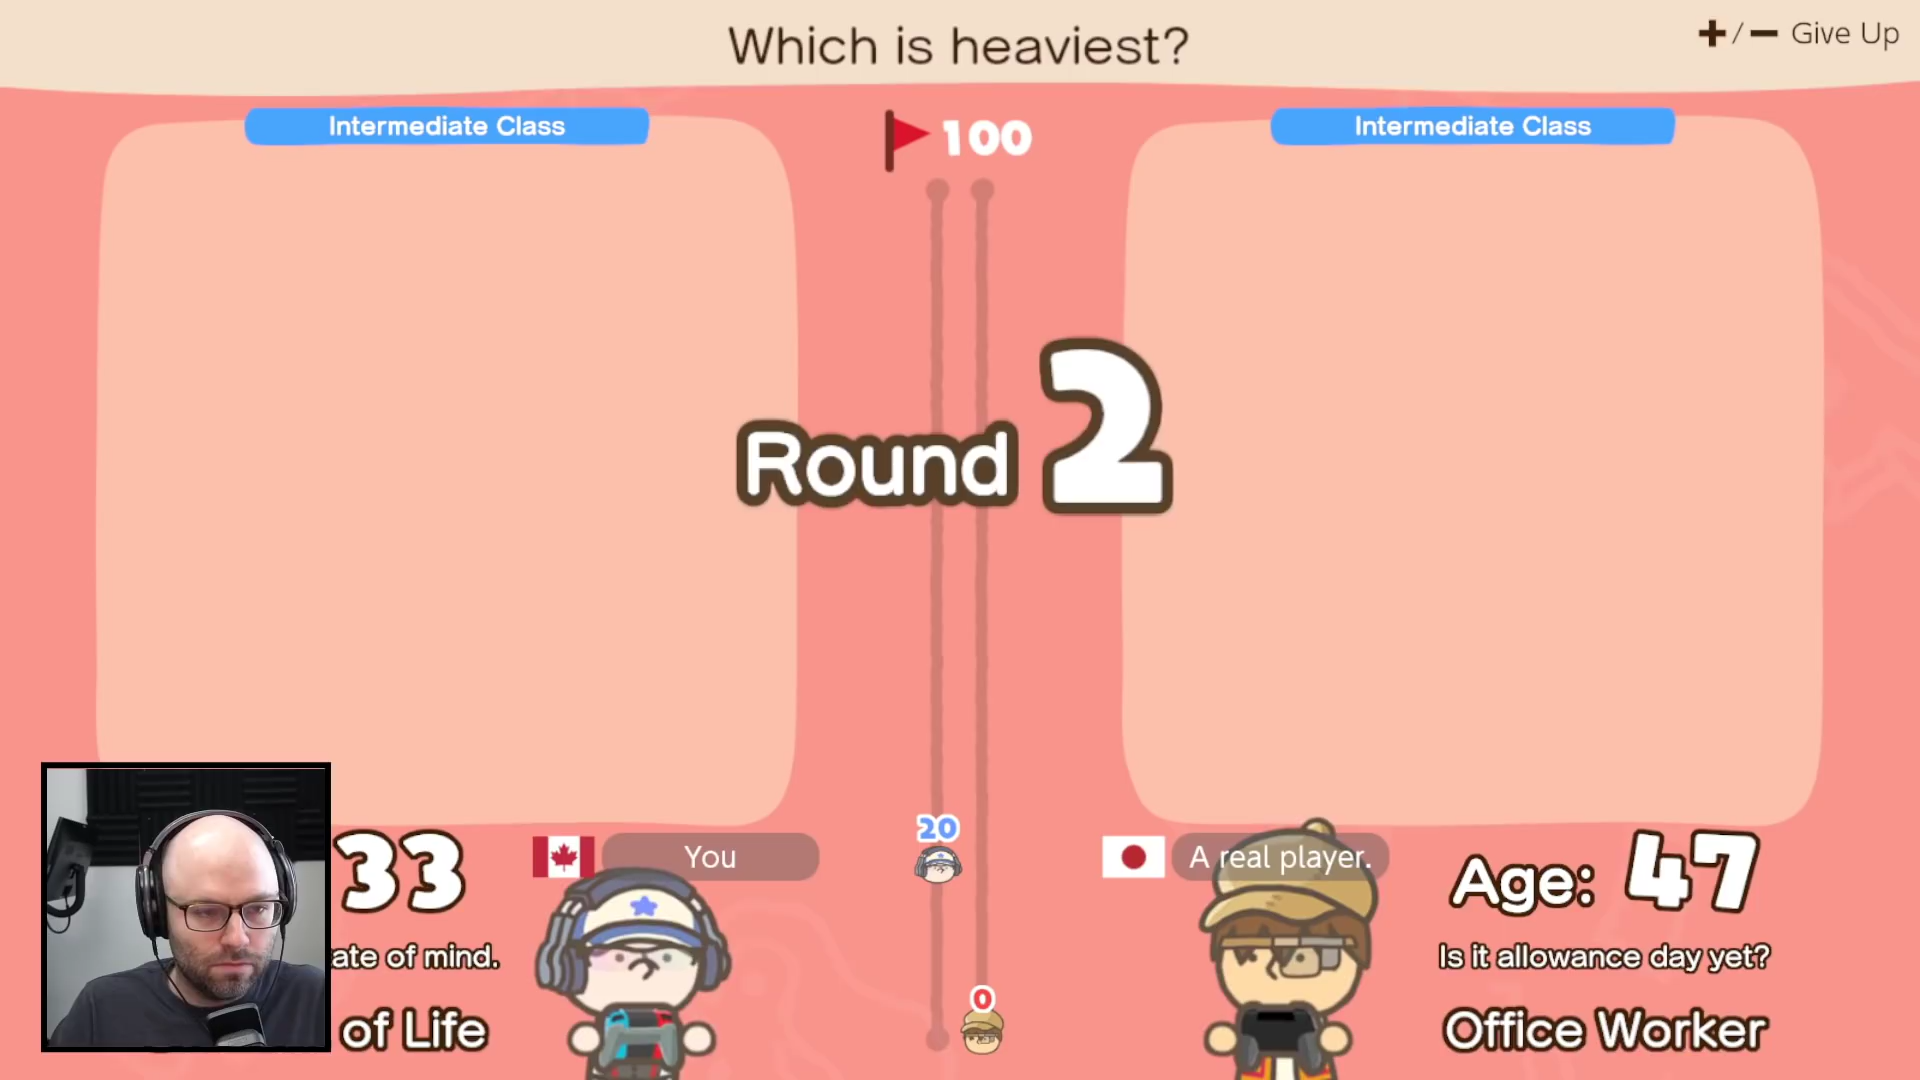 Which is heaviest?
+/− Give Up
Intermediate Class
100
Intermediate Class
Round 2
20
33
You
A real player.
Age: 47
ate of mind.
Is it allowance day yet?
0
of Life
Office Worker